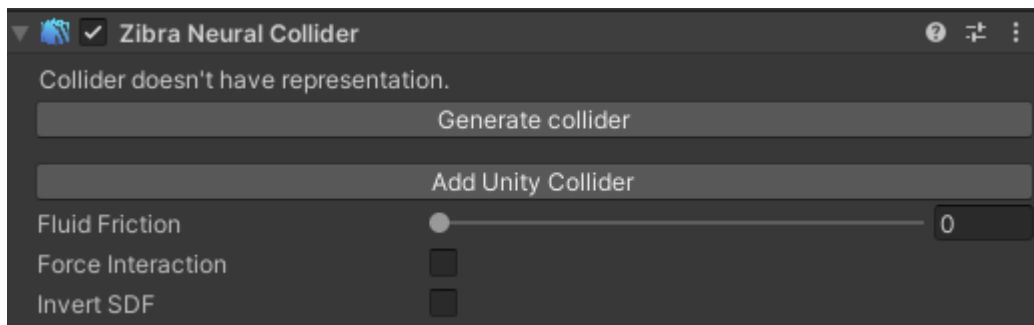 Zibra Neural Collider
Collider doesn't have representation.
Generate collider
Add Unity Collider
Fluid Friction 0
Force Interaction
Invert SDF